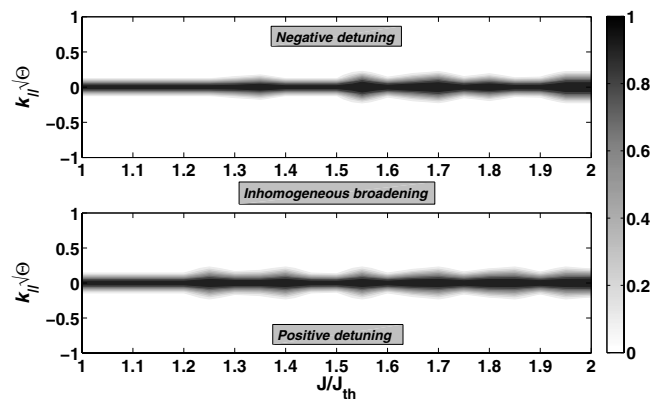 1
0.5
0
−0.5
−1
k//√Θ
Negative detuning
1 1.1 1.2 1.3 1.4 1.5 1.6 1.7 1.8 1.9 2
Inhomogeneous broadening
1
0.5
0
−0.5
−1
k//√Θ
Positive detuning
1 1.1 1.2 1.3 1.4 1.5 1.6 1.7 1.8 1.9 2
J/Jth
1
0.8
0.6
0.4
0.2
0